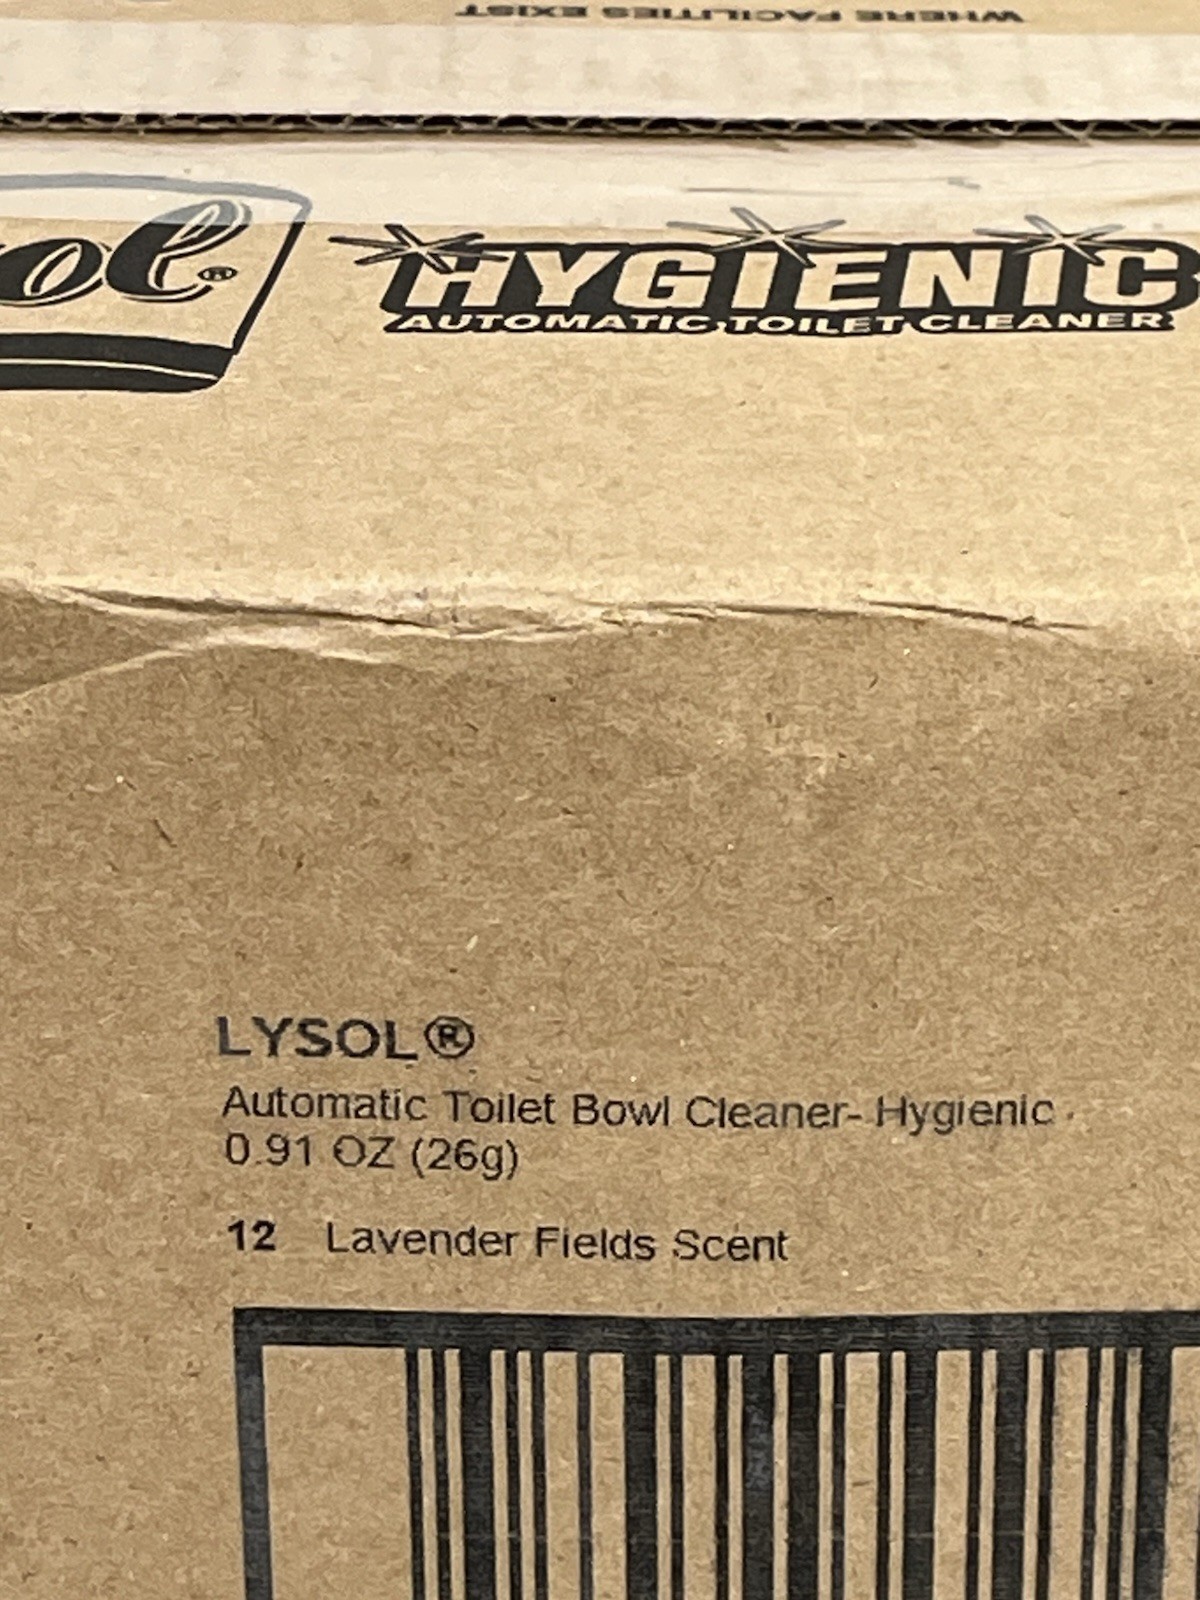 WHERE FACILITIES EXIST
sol®
HYGIENIC
AUTOMATIC TOILET CLEANER
LYSOL®
Automatic Toilet Bowl Cleaner- Hygienic
0.91 OZ (26g)
12 Lavender Fields Scent